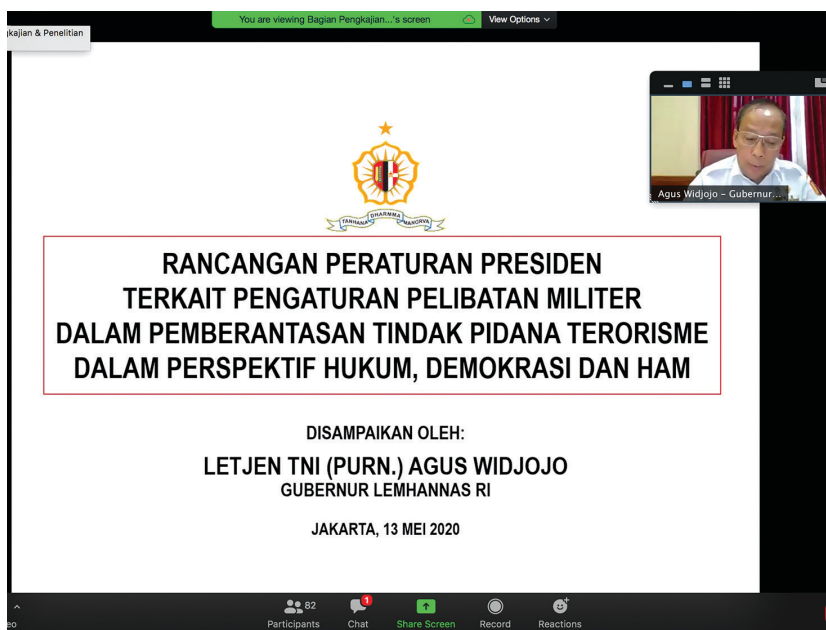 You are viewing Bagian Pengkajian...'s screen
View Options
gkajian & Penelitian
Agus Widjojo – Gubernur...
TANHANA DHARMMA MANGRVA
RANCANGAN PERATURAN PRESIDEN
TERKAIT PENGATURAN PELIBATAN MILITER
DALAM PEMBERANTASAN TINDAK PIDANA TERORISME
DALAM PERSPEKTIF HUKUM, DEMOKRASI DAN HAM
DISAMPAIKAN OLEH:
LETJEN TNI (PURN.) AGUS WIDJOJO
GUBERNUR LEMHANNAS RI
JAKARTA, 13 MEI 2020
82
1
eo
Participants
Chat
Share Screen
Record
Reactions